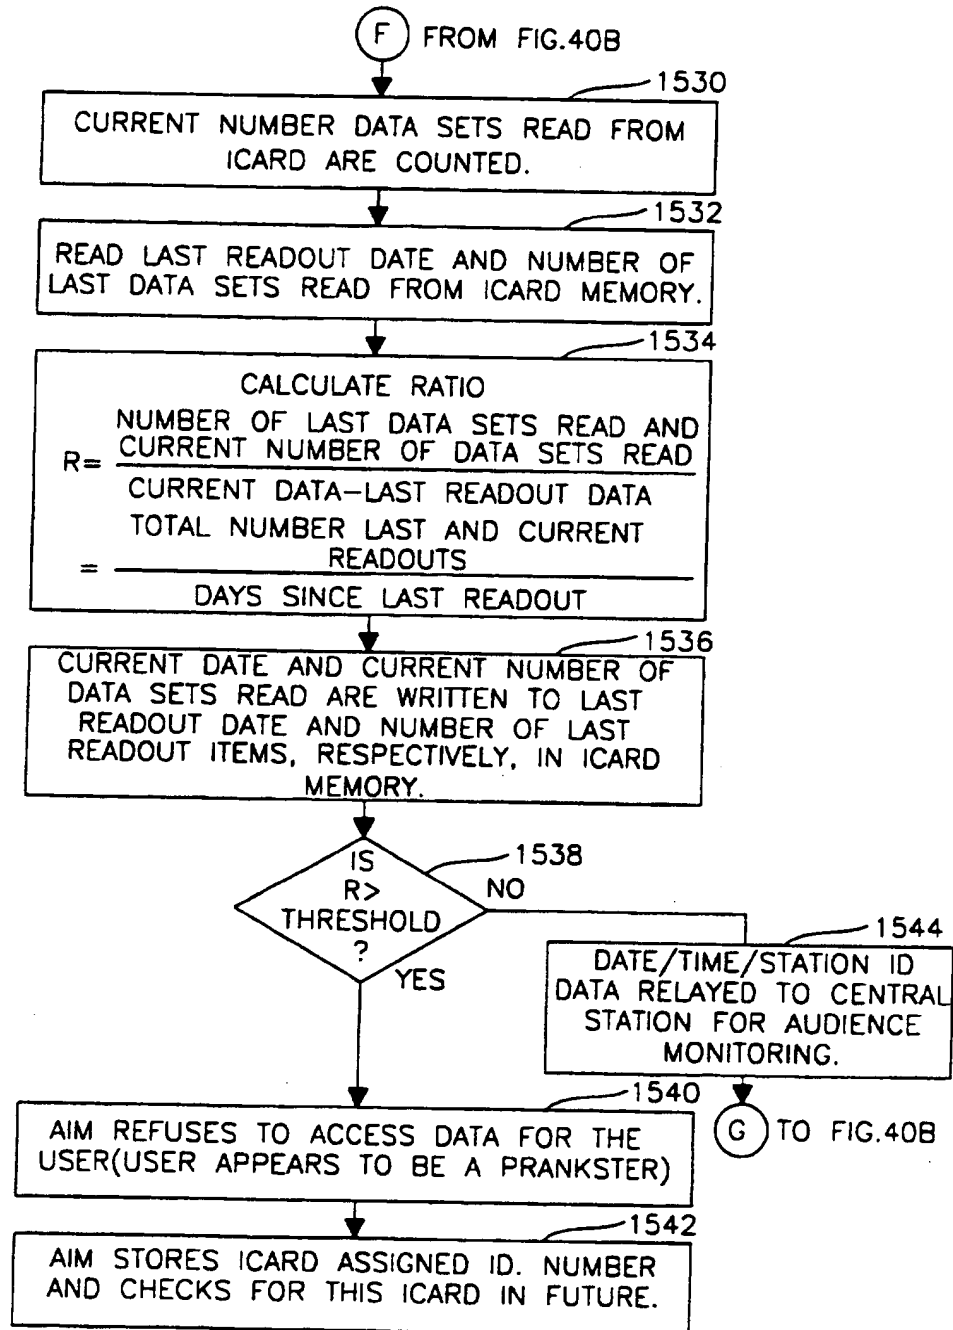 F FROM FIG.40B
1530
CURRENT NUMBER DATA SETS READ FROM
ICARD ARE COUNTED.
1532
READ LAST READOUT DATE AND NUMBER OF
LAST DATA SETS READ FROM ICARD MEMORY.
1534
CALCULATE RATIO
NUMBER OF LAST DATA SETS READ AND
CURRENT NUMBER OF DATA SETS READ
R=
CURRENT DATA-LAST READOUT DATA
TOTAL NUMBER LAST AND CURRENT
READOUTS
=
DAYS SINCE LAST READOUT
1536
CURRENT DATE AND CURRENT NUMBER OF
DATA SETS READ ARE WRITTEN TO LAST
READOUT DATE AND NUMBER OF LAST
READOUT ITEMS, RESPECTIVELY, IN ICARD
MEMORY.
1538
IS
R>
THRESHOLD
?
NO
YES
1544
DATE/TIME/STATION ID
DATA RELAYED TO CENTRAL
STATION FOR AUDIENCE
MONITORING.
G TO FIG.40B
1540
AIM REFUSES TO ACCESS DATA FOR THE
USER(USER APPEARS TO BE A PRANKSTER)
1542
AIM STORES ICARD ASSIGNED ID. NUMBER
AND CHECKS FOR THIS ICARD IN FUTURE.